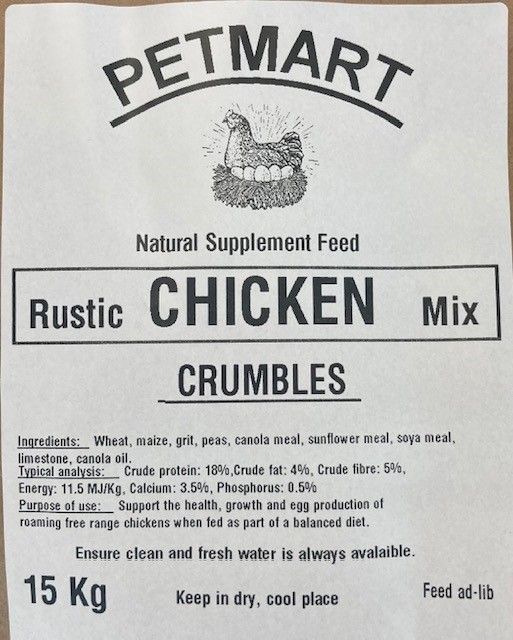 PETMART
Natural Supplement Feed
Rustic CHICKEN Mix
CRUMBLES
Ingredients: Wheat, maize, grit, peas, canola meal, sunflower meal, soya meal,
limestone, canola oil.
Typical analysis: Crude protein: 18%,Crude fat: 4%, Crude fibre: 5%,
Energy: 11.5 MJ/Kg, Calcium: 3.5%, Phosphorus: 0.5%
Purpose of use: Support the health, growth and egg production of
roaming free range chickens when fed as part of a balanced diet.
Ensure clean and fresh water is always avalaible.
15 Kg Keep in dry, cool place Feed ad-lib